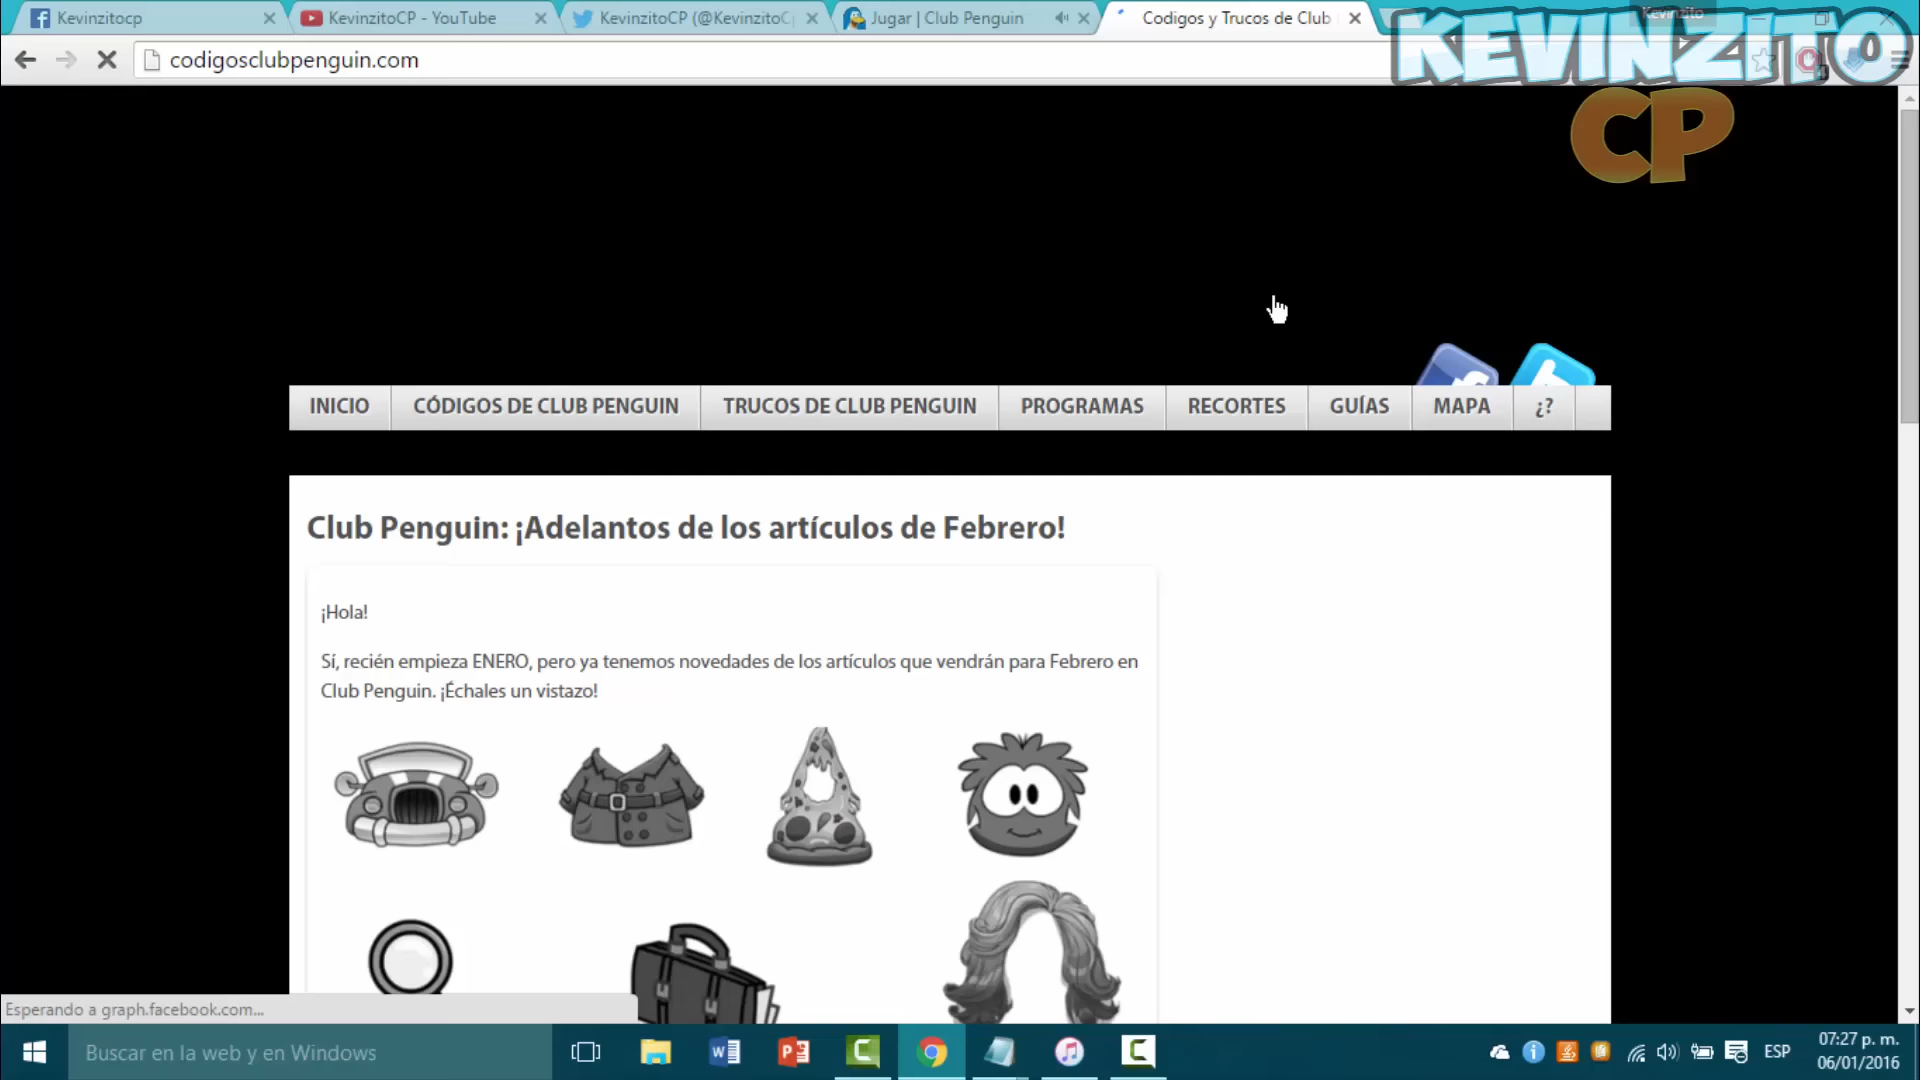 Kevinzitocp
KevinzitoCP - YouTube
KevinzitoCP (@KevinzitoCp
Jugar | Club Penguin
Codigos y Trucos de Club
Kevinzito
codigosclubpenguin.com
KEVINZITO
CP
INICIO
CÓDIGOS DE CLUB PENGUIN
TRUCOS DE CLUB PENGUIN
PROGRAMAS
RECORTES
GUÍAS
MAPA
¿?
Club Penguin: ¡Adelantos de los artículos de Febrero!
¡Hola!
Sí, recién empieza ENERO, pero ya tenemos novedades de los artículos que vendrán para Febrero en
Club Penguin. ¡Échales un vistazo!
Esperando a graph.facebook.com...
Buscar en la web y en Windows
ESP
07:27 p. m.
06/01/2016